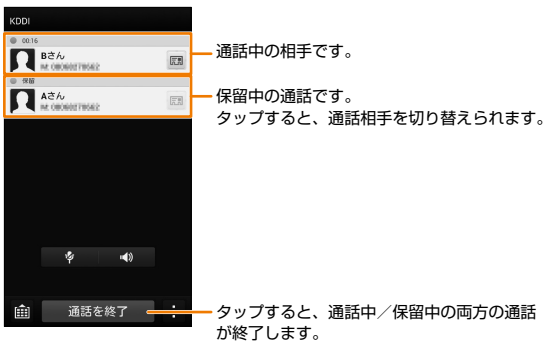 KDDI
00:16
Bさん
通話中の相手です。
保留
Aさん
保留中の通話です。
タップすると、通話相手を切り替えられます。
通話を終了
タップすると、通話中／保留中の両方の通話
が終了します。